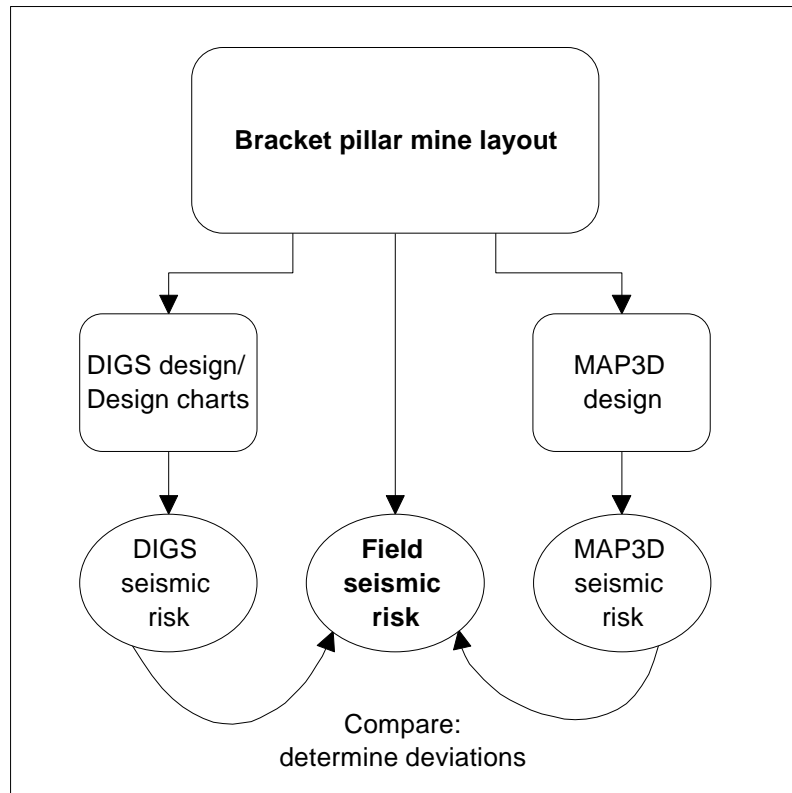 Bracket pillar mine layout
DIGS design/
Design charts
MAP3D
design
DIGS
seismic
risk
Field
seismic
risk
MAP3D
seismic
risk
Compare:
determine deviations